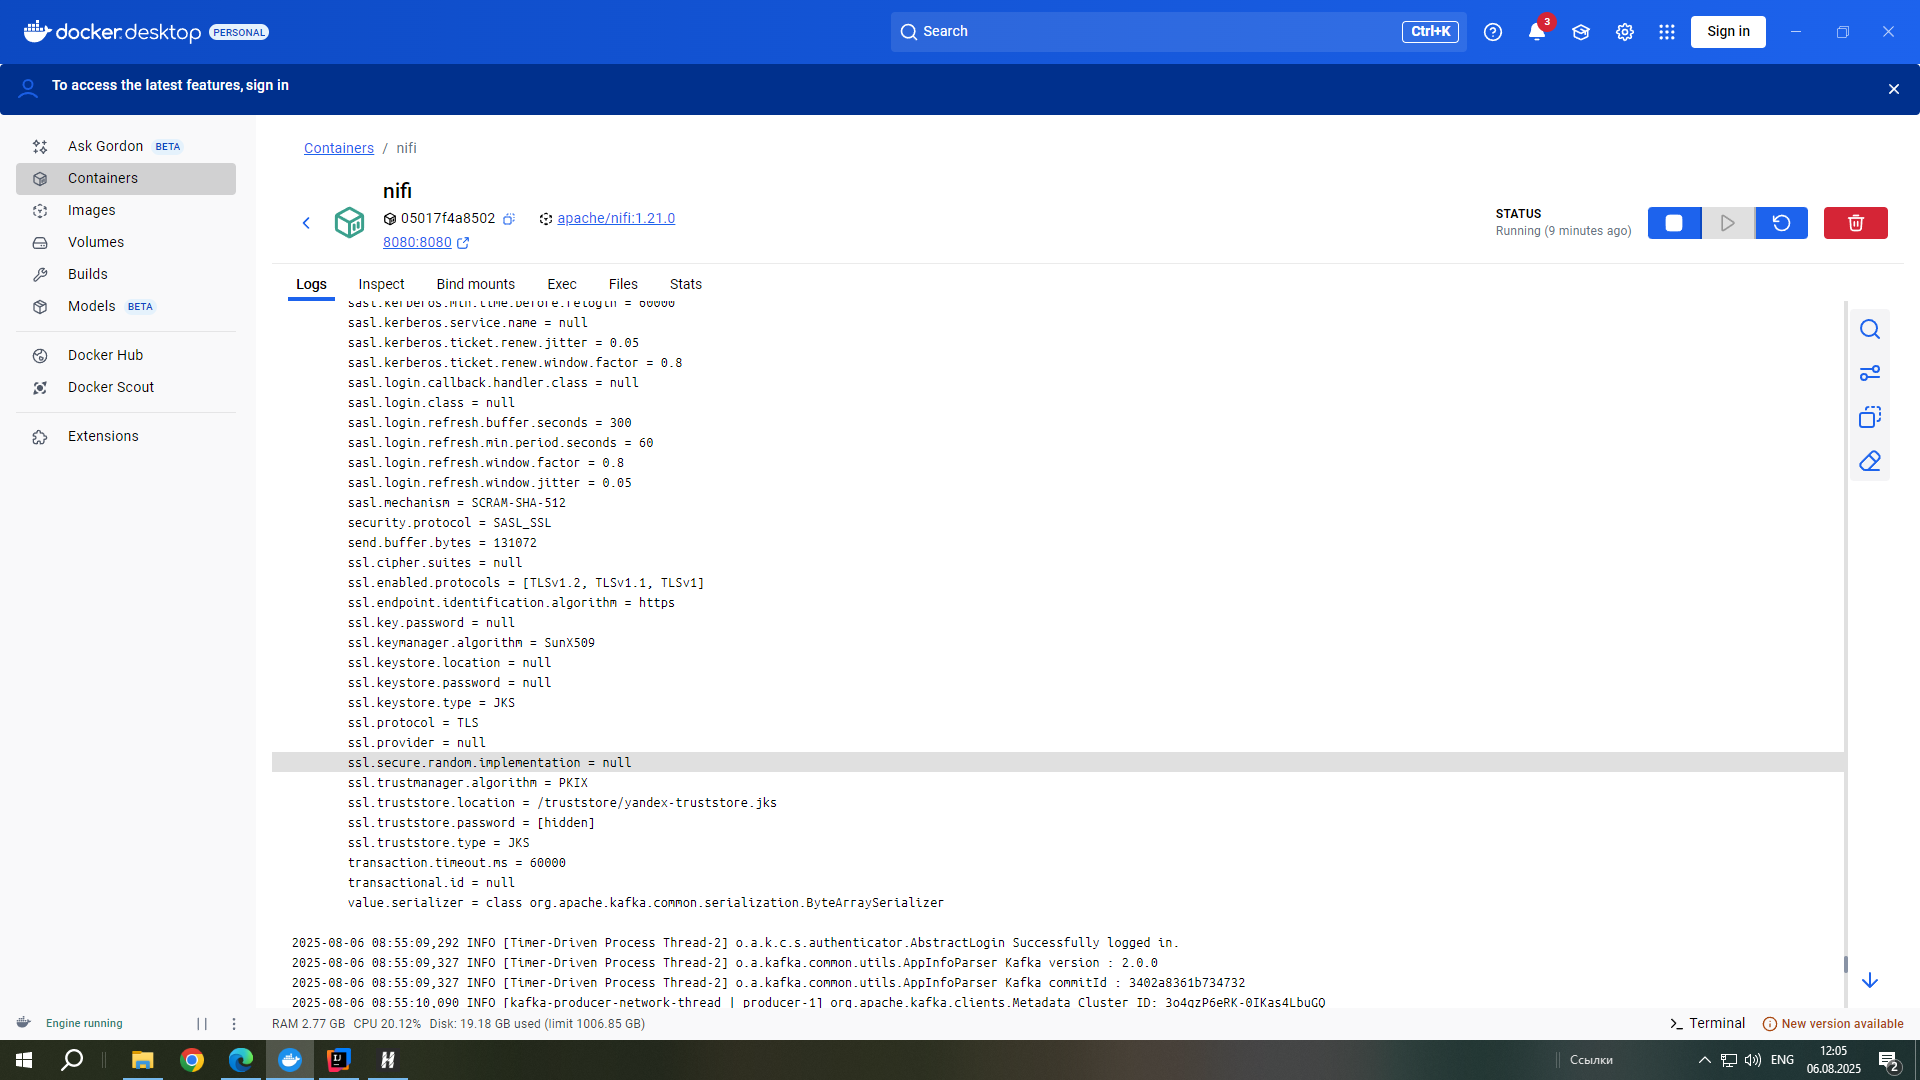 docker.desktop PERSONAL
Search
Ctrl+K
3
Sign in
To access the latest features, sign in
Ask Gordon BETA
Containers
Images
Volumes
Builds
Models BETA
Docker Hub
Docker Scout
Extensions
Containers / nifi
nifi
05017f4a8502
apache/nifi:1.21.0
8080:8080
STATUS
Running (9 minutes ago)
Logs
Inspect
Bind mounts
Exec
Files
Stats
sasl.kerberos.min.time.before.relogin = 60000
sasl.kerberos.service.name = null
sasl.kerberos.ticket.renew.jitter = 0.05
sasl.kerberos.ticket.renew.window.factor = 0.8
sasl.login.callback.handler.class = null
sasl.login.class = null
sasl.login.refresh.buffer.seconds = 300
sasl.login.refresh.min.period.seconds = 60
sasl.login.refresh.window.factor = 0.8
sasl.login.refresh.window.jitter = 0.05
sasl.mechanism = SCRAM-SHA-512
security.protocol = SASL_SSL
send.buffer.bytes = 131072
ssl.cipher.suites = null
ssl.enabled.protocols = [TLSv1.2, TLSv1.1, TLSv1]
ssl.endpoint.identification.algorithm = https
ssl.key.password = null
ssl.keymanager.algorithm = SunX509
ssl.keystore.location = null
ssl.keystore.password = null
ssl.keystore.type = JKS
ssl.protocol = TLS
ssl.provider = null
ssl.secure.random.implementation = null
ssl.trustmanager.algorithm = PKIX
ssl.truststore.location = /truststore/yandex-truststore.jks
ssl.truststore.password = [hidden]
ssl.truststore.type = JKS
transaction.timeout.ms = 60000
transactional.id = null
value.serializer = class org.apache.kafka.common.serialization.ByteArraySerializer
2025-08-06 08:55:09,292 INFO [Timer-Driven Process Thread-2] o.a.k.c.s.authenticator.AbstractLogin Successfully logged in.
2025-08-06 08:55:09,327 INFO [Timer-Driven Process Thread-2] o.a.kafka.common.utils.AppInfoParser Kafka version : 2.0.0
2025-08-06 08:55:09,327 INFO [Timer-Driven Process Thread-2] o.a.kafka.common.utils.AppInfoParser Kafka commitId : 3402a8361b734732
2025-08-06 08:55:10,090 INFO [kafka-producer-network-thread | producer-1] org.apache.kafka.clients.Metadata Cluster ID: 3o4gzP6eRK-0IKas4LbuGQ
Engine running
RAM 2.77 GB CPU 20.12% Disk: 19.18 GB used (limit 1006.85 GB)
Terminal
New version available
Ссылки
ENG
12:05
06.08.2025
2